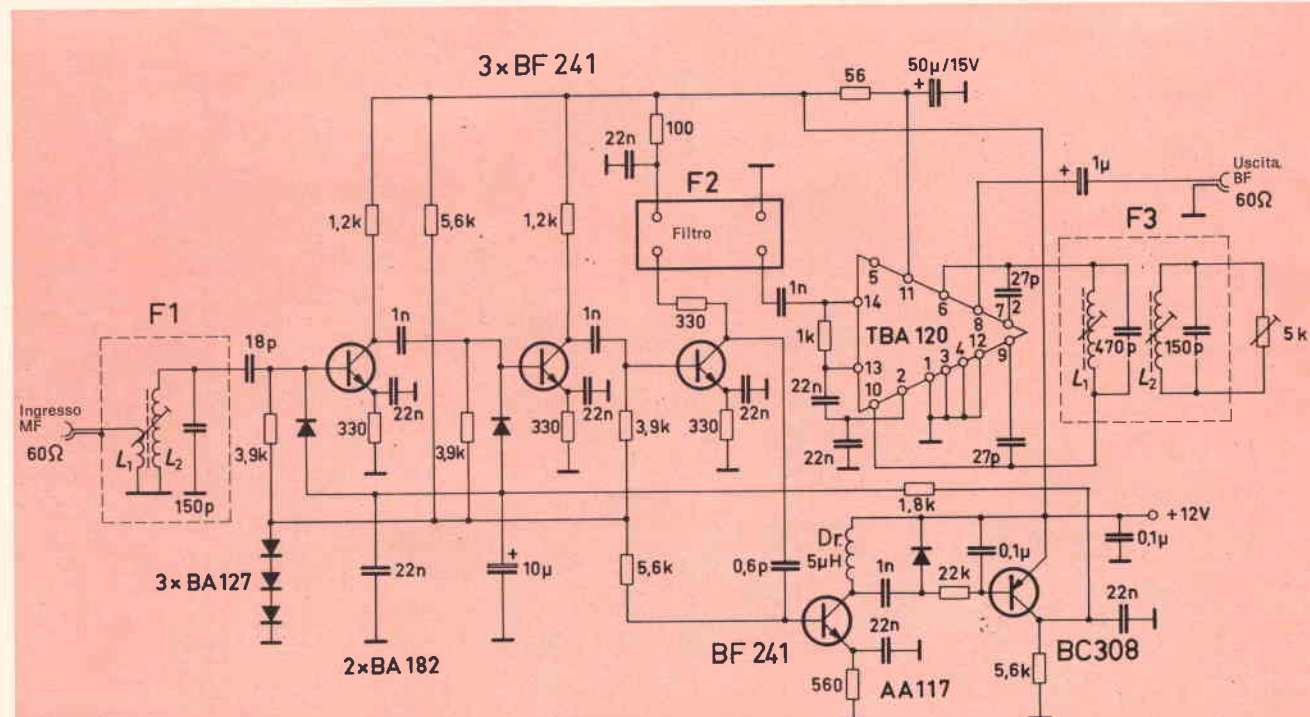 3×BF 241
56
50µ/15V
+
100
22n
F2
Filtro
+ 1µ
Uscita
BF
60Ω
F3
1,2k
5,6k
1,2k
330
1n
14
1k
13
22n
22n
5
11
6
8
7
2
TBA 120
10
2
1
3
4
12
9
27p
27p
L1
470p
L2
150p
5k
F1
18p
1n
1n
Ingresso
MF
60Ω
L1
L2
150p
3,9k
330
22n
3,9k
330
22n
3,9k
330
22n
1,8k
+12V
0,1µ
3×BA127
22n
+
10µ
5,6k
0,6p
Dr.
5µH
1n
22k
0,1µ
22n
2×BA182
BF 241
22n
560
AA117
5,6k
BC308